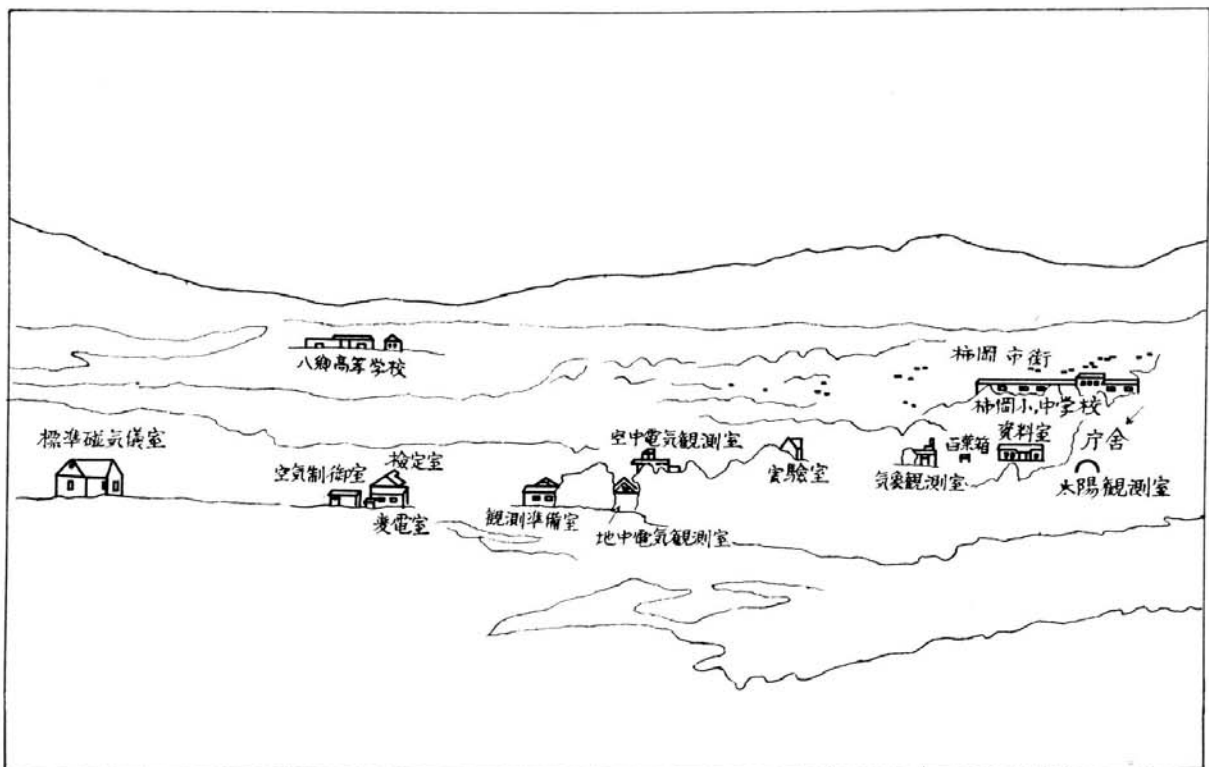 八郷高等学校
柿岡市街
柿岡小,中学校
標準磁気儀室
空気制御室
検定室
変電室
観測準備室
空中電気観測室
地中電気観測室
実験室
気象観測室
百葉箱
資料室
庁舎
太陽観測室